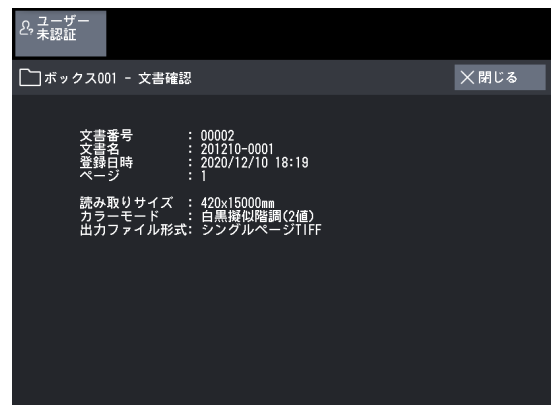 ユーザー
未認証
ボックス001 - 文書確認
閉じる
文書番号 : 00002
文書名 : 201210-0001
登録日時 : 2020/12/10 18:19
ページ : 1
読み取りサイズ : 420x15000mm
カラーモード : 白黒擬似階調(2値)
出力ファイル形式: シングルページTIFF